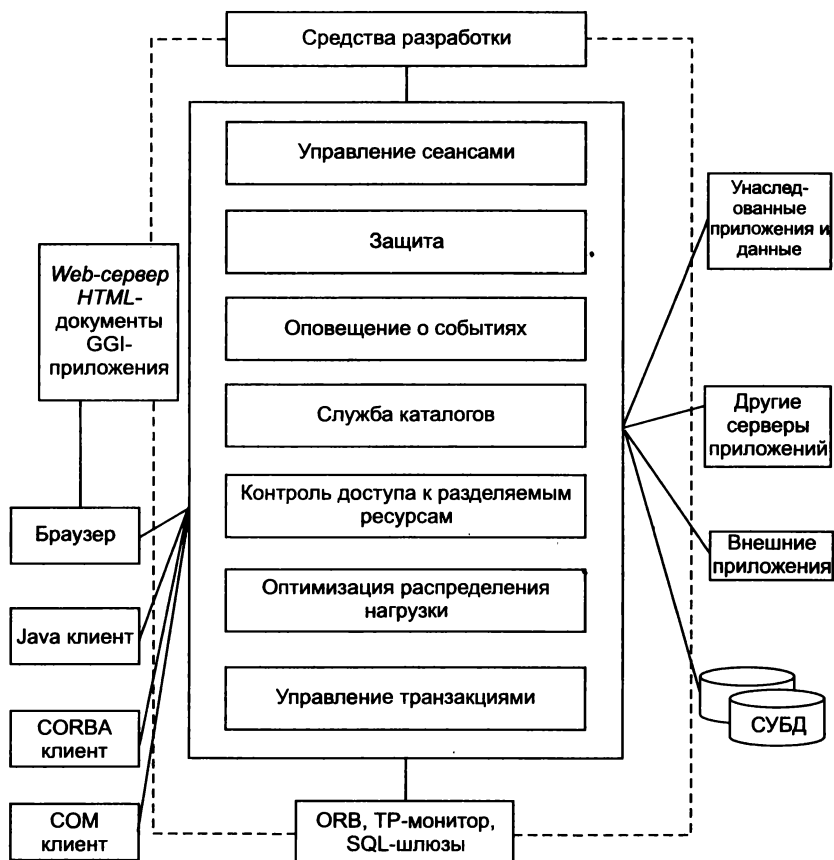 Средства разработки
Управление сеансами
Защита
Оповещение о событиях
Служба каталогов
Контроль доступа к разделяемым
ресурсам
Оптимизация распределения
нагрузки
Управление транзакциями
Web-сервер
HTML-
документы
GGI-
приложения
Браузер
Java клиент
CORBA
клиент
COM
клиент
Унаслед-
ованные
приложения и
данные
Другие
серверы
приложений
Внешние
приложения
СУБД
ORB, TP-монитор,
SQL-шлюзы